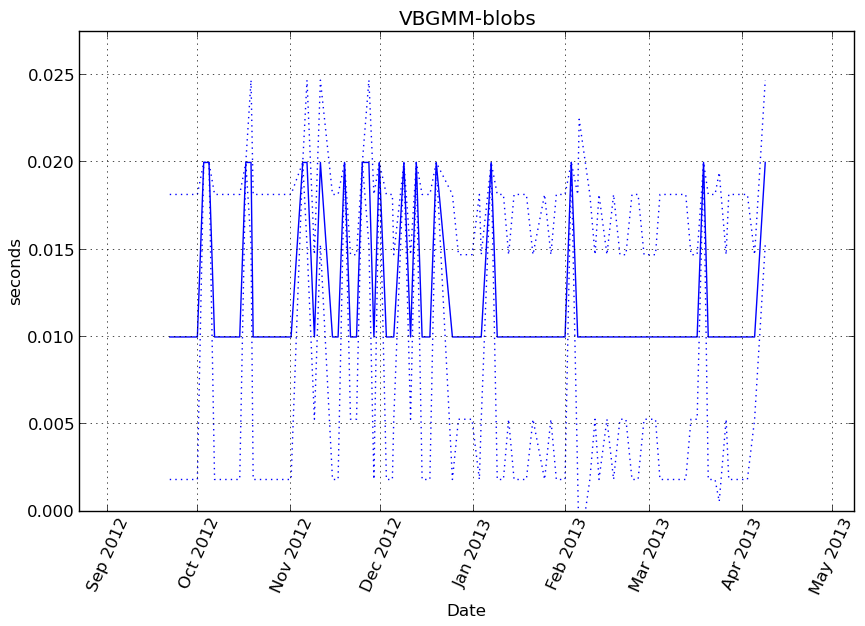 VBGMM-blobs
0.025
0.020
0.015
0.010
0.005
0.000
seconds
Sep 2012
Oct 2012
Nov 2012
Dec 2012
Jan 2013
Feb 2013
Mar 2013
Apr 2013
May 2013
Date